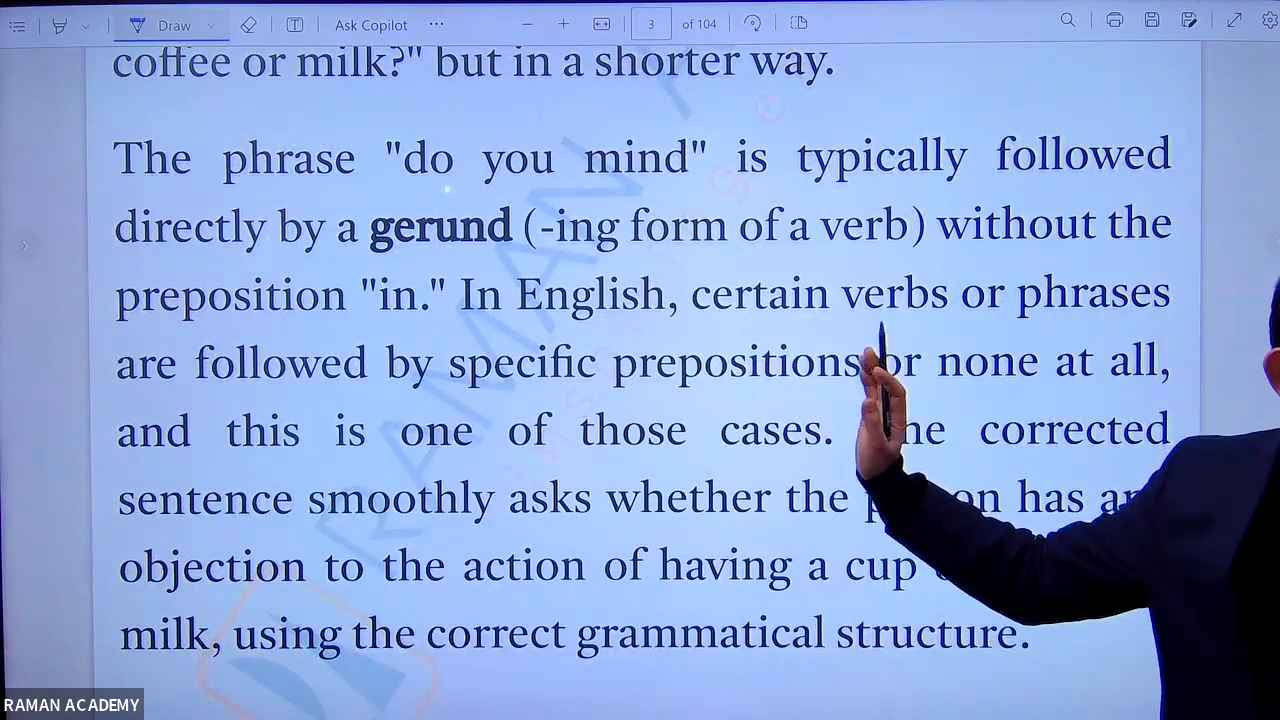 Draw
Ask Copilot
3 of 104
coffee or milk?" but in a shorter way.
The phrase "do you mind" is typically followed
directly by a gerund (-ing form of a verb) without the
preposition "in." In English, certain verbs or phrases
are followed by specific prepositions or none at all,
and this is one of those cases. corrected
sentence smoothly asks whether the has
objection to the action of having a cup
milk, using the correct grammatical structure.
RAMAN
RAMAN ACADEMY